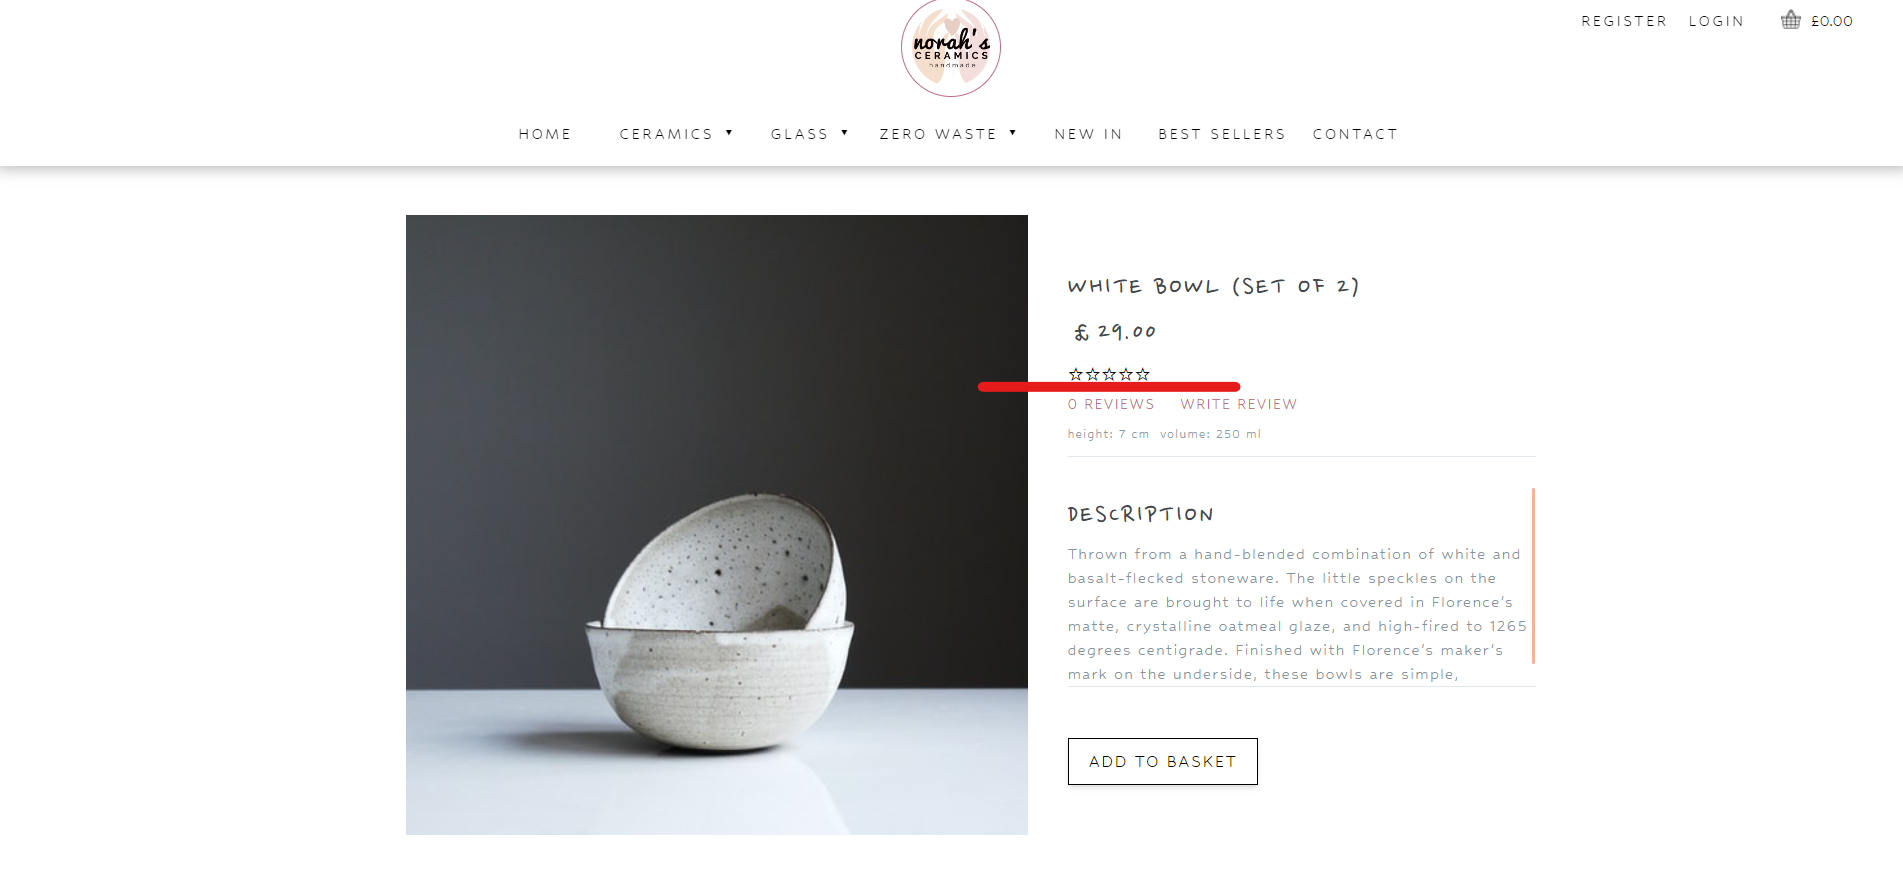 norah's
CERAMICS
handmade
REGISTER LOGIN £0.00
HOME CERAMICS ▼ GLASS ▼ ZERO WASTE ▼ NEW IN BEST SELLERS CONTACT
WHITE BOWL (SET OF 2)
£ 29.00
☆☆☆☆☆
0 REVIEWS WRITE REVIEW
height: 7 cm volume: 250 ml
DESCRIPTION
Thrown from a hand-blended combination of white and
basalt-flecked stoneware. The little speckles on the
surface are brought to life when covered in Florence's
matte, crystalline oatmeal glaze, and high-fired to 1265
degrees centigrade. Finished with Florence's maker's
mark on the underside, these bowls are simple,
ADD TO BASKET